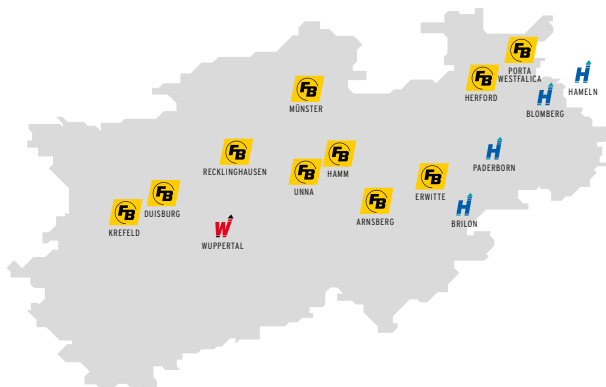 FB
PORTA
WESTFALICA
H
HAMELN
FB
HERFORD
H
BLOMBERG
FB
MÜNSTER
FB
RECKLINGHAUSEN
FB
HAMM
H
PADERBORN
FB
UNNA
FB
ERWITTE
FB
DUISBURG
FB
ARNSBERG
H
BRILON
FB
KREFELD
W
WUPPERTAL